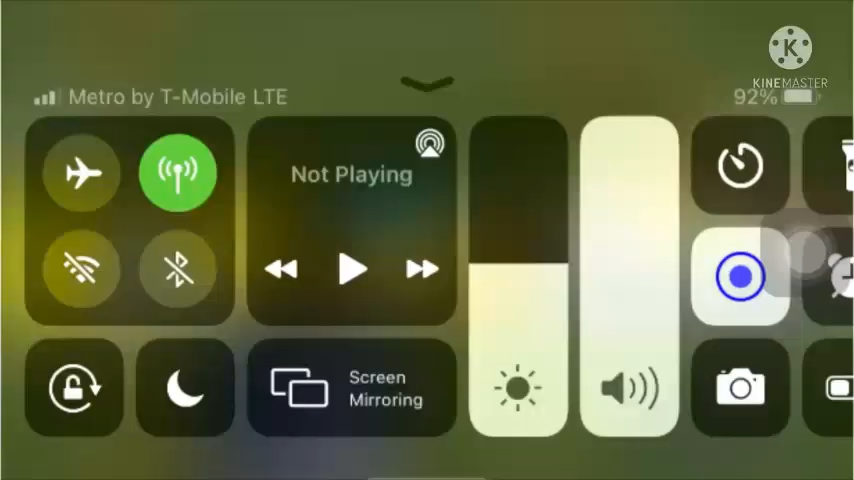 K
KINEMASTER
Metro by T-Mobile LTE
92%
Not Playing
Screen
Mirroring